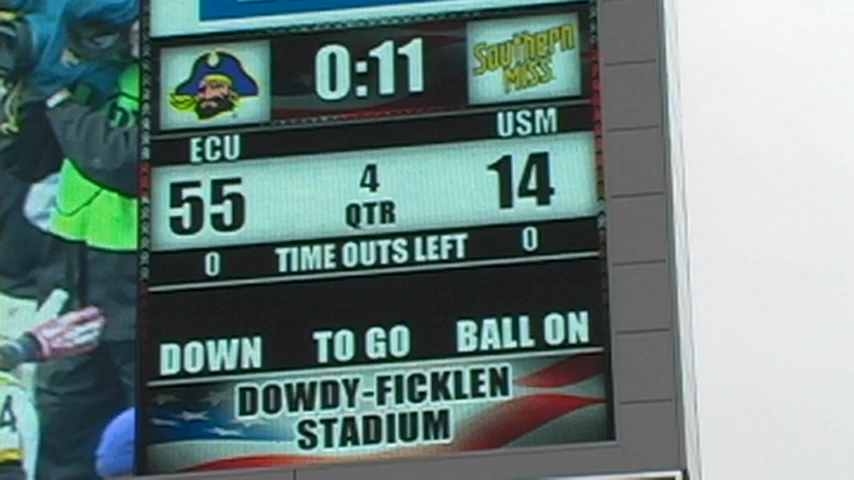 0:11
Southern
MISS.
ECU
USM
55
4
14
QTR
0
TIME OUTS LEFT
0
DOWN
TO GO
BALL ON
DOWDY-FICKLEN
STADIUM